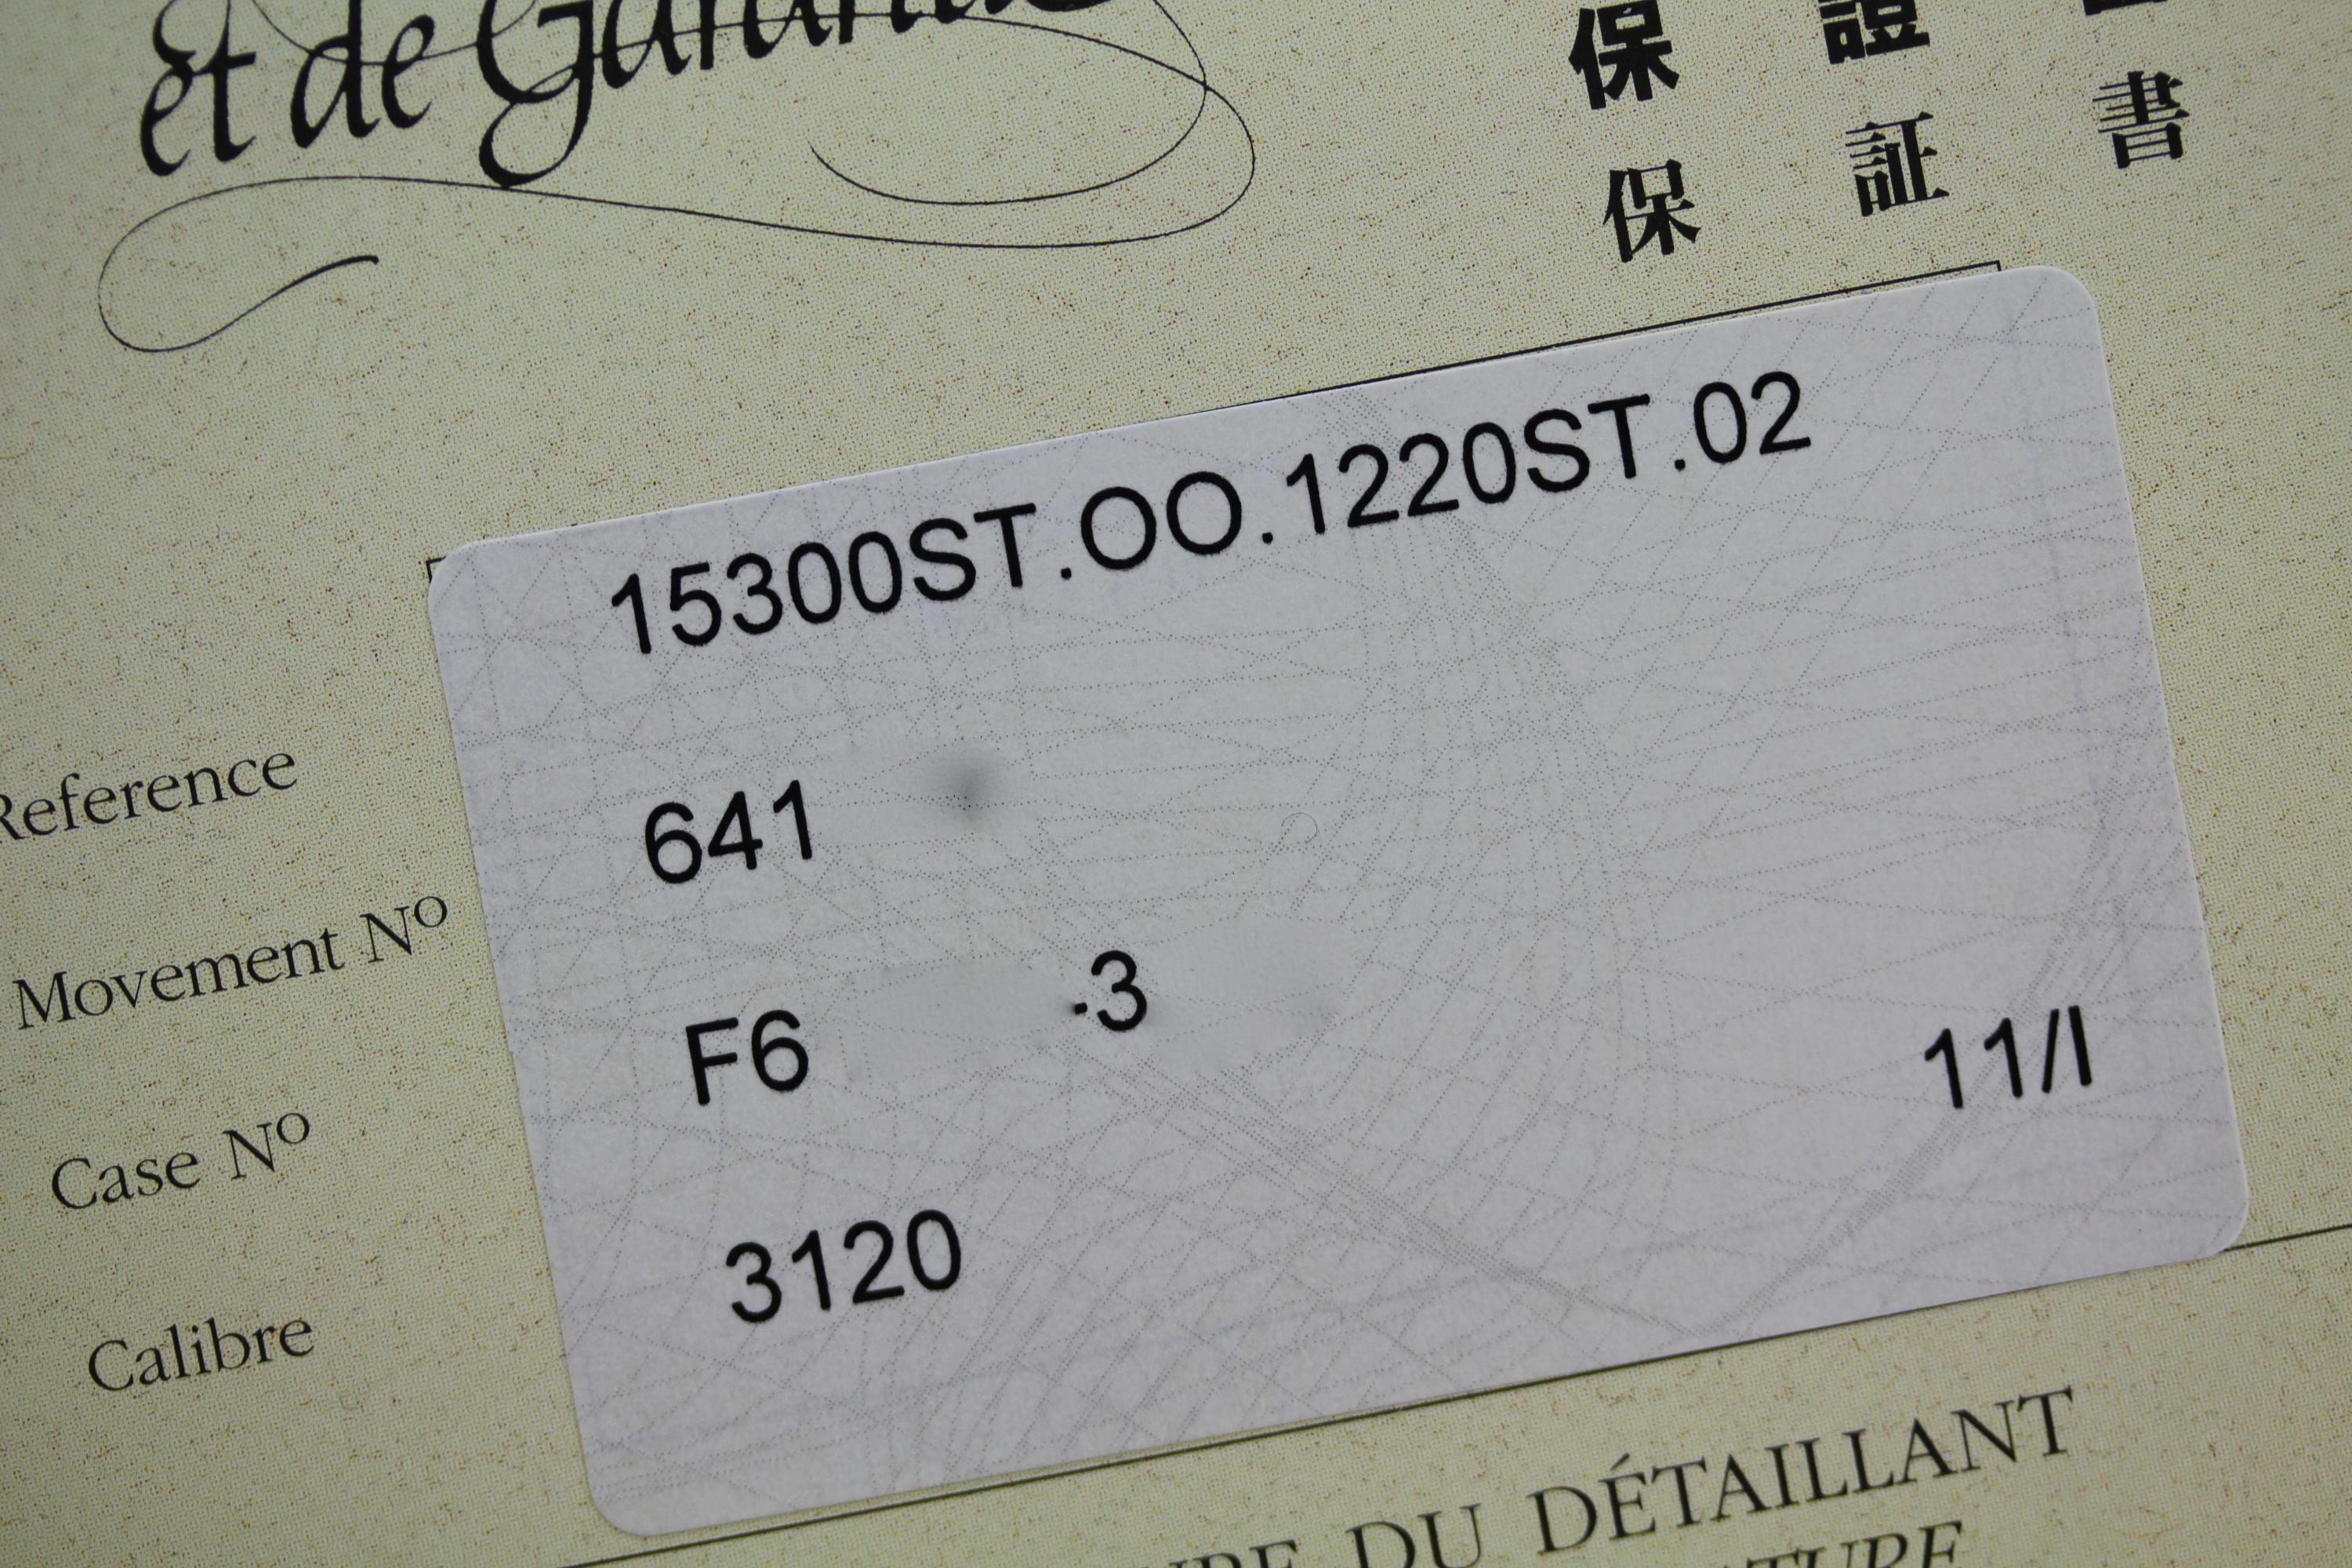 et de Garantie
保 證
保 証 書
15300ST.OO.1220ST.02
Reference
641
Movement Nº
F6 .3
11/I
Case Nº
3120
Calibre
DU DÉTAILLANT